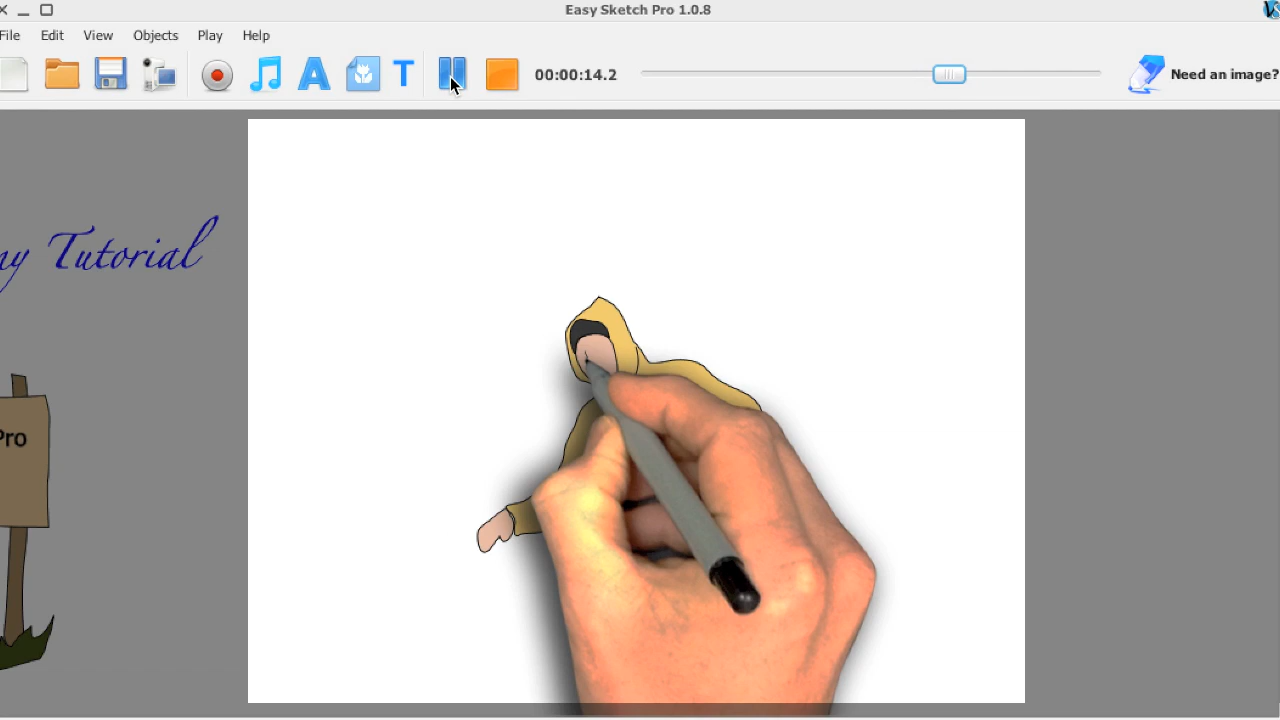 Easy Sketch Pro 1.0.8
File Edit View Objects Play Help
A T 00:00:14.2 Need an image?
ny Tutorial
Pro